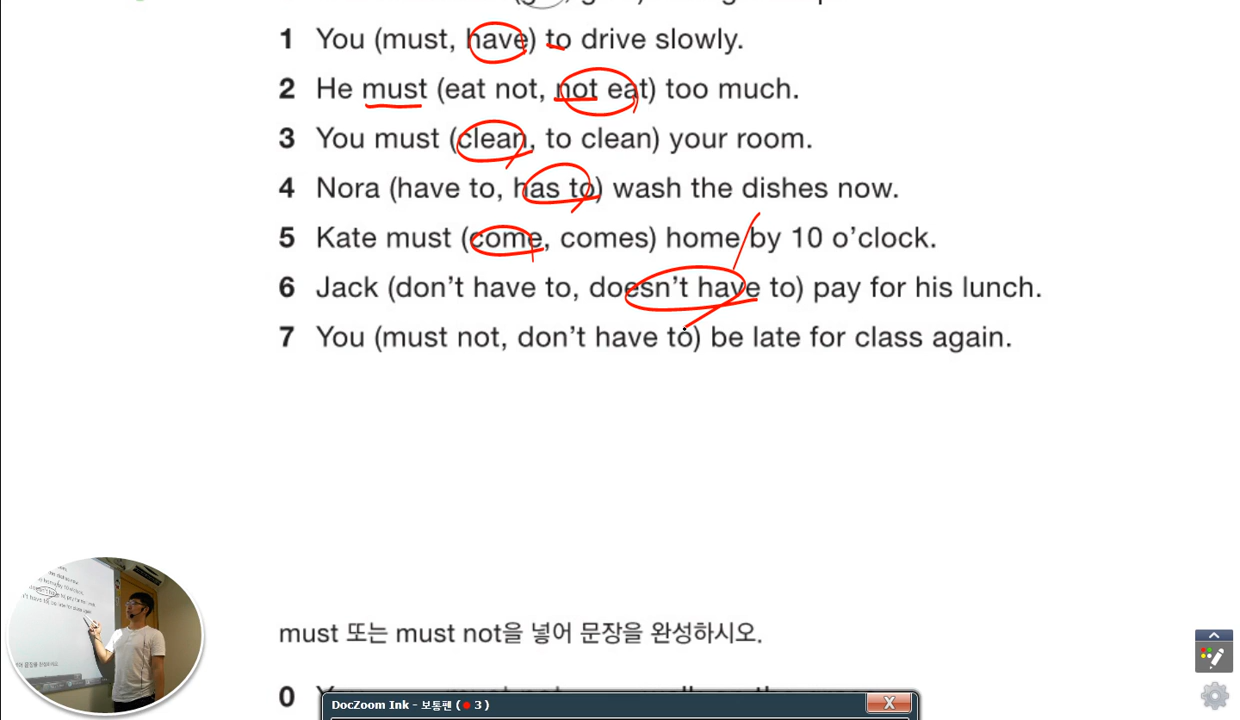 1 You (must, have) to drive slowly.
2 He must (eat not, not eat) too much.
3 You must (clean, to clean) your room.
4 Nora (have to, has to) wash the dishes now.
5 Kate must (come, comes) home by 10 o'clock.
6 Jack (don't have to, doesn't have to) pay for his lunch.
7 You (must not, don't have to) be late for class again.
must 또는 must not을 넣어 문장을 완성하시오.
0
DocZoom Ink - 보통펜 ( 3 ) X